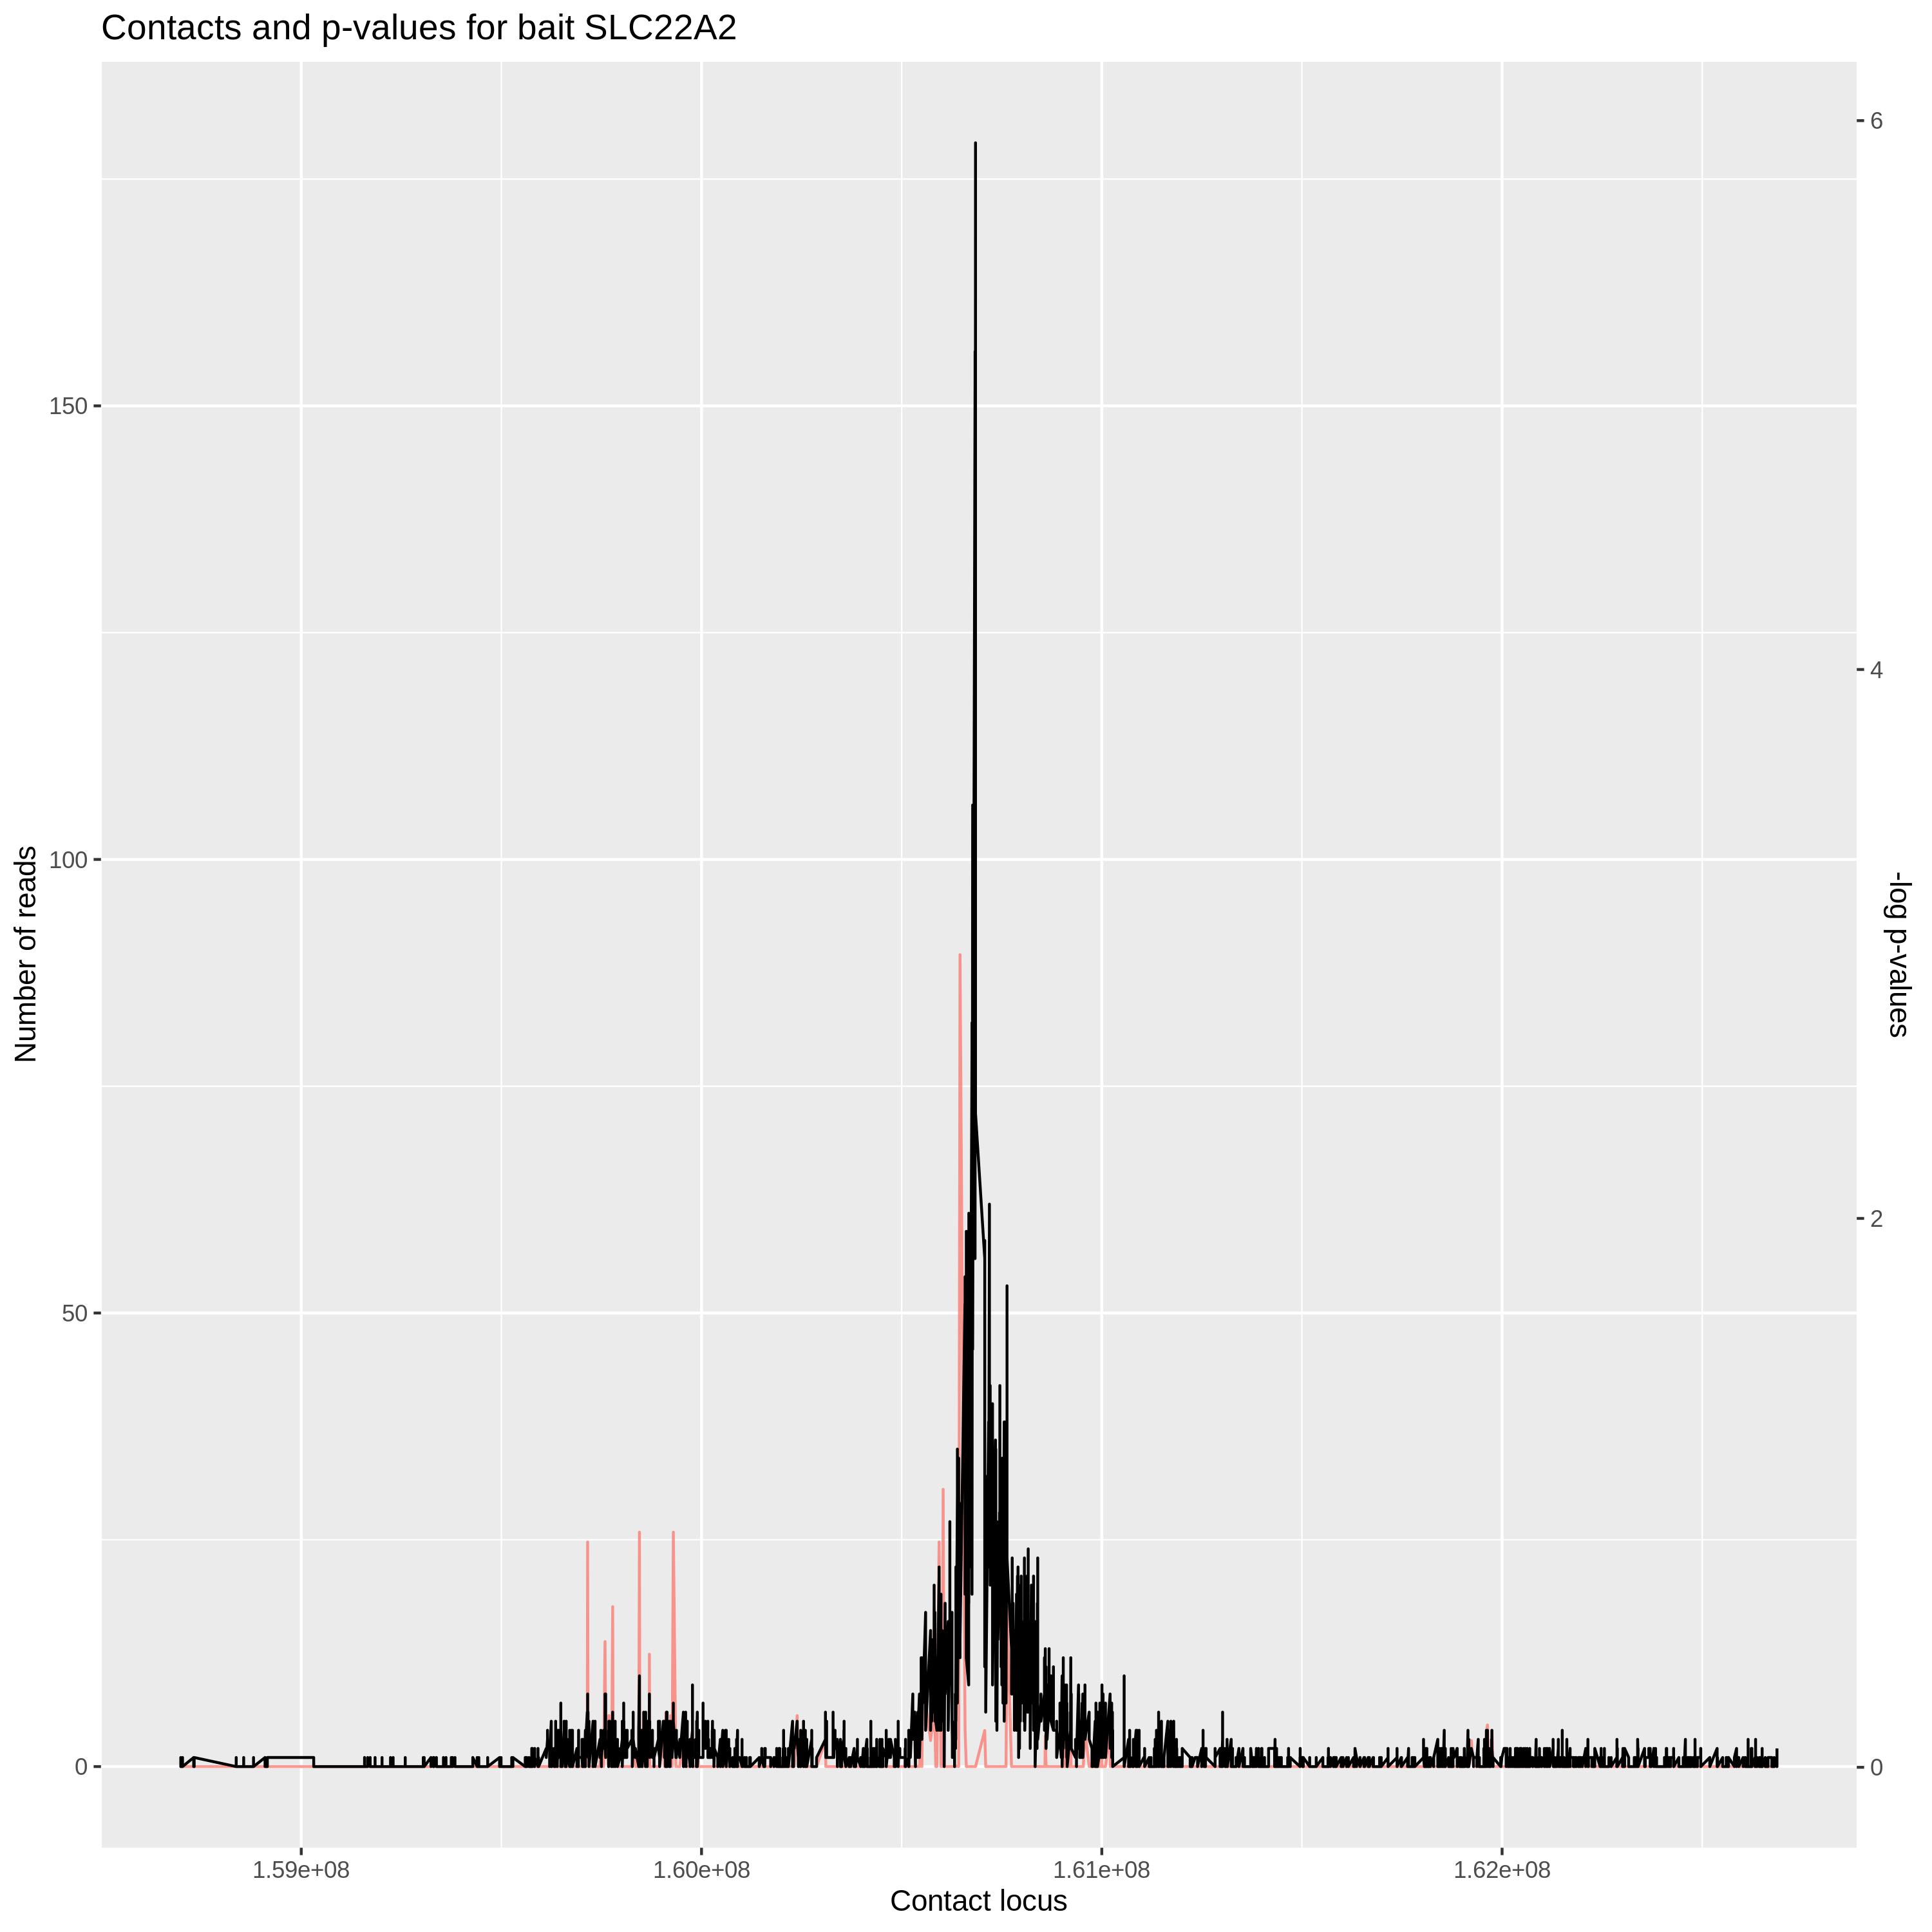 Contacts and p-values for bait SLC22A2
Number of reads
150
100
50
0
6
4
2
0
-log p-values
1.59e+08
1.60e+08
1.61e+08
1.62e+08
Contact locus